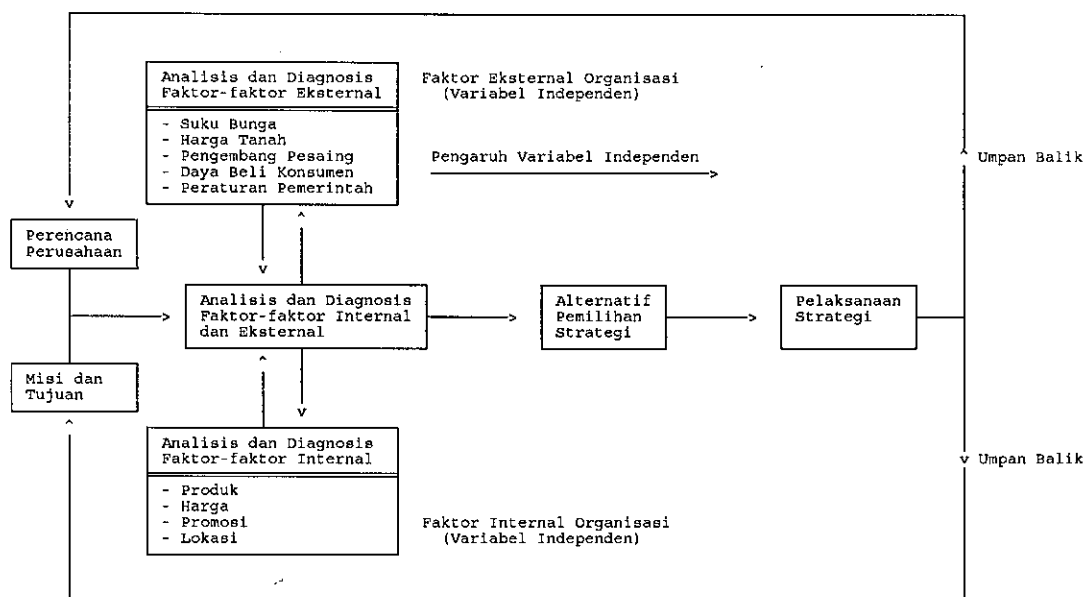 Analisis dan Diagnosis
Faktor-faktor Eksternal
- Suku Bunga
- Harga Tanah
- Pengembang Pesaing
- Daya Beli Konsumen
- Peraturan Pemerintah
Faktor Eksternal Organisasi
(Variabel Independen)
Pengaruh Variabel Independen
Umpan Balik
Perencana
Perusahaan
Analisis dan Diagnosis
Faktor-faktor Internal
dan Eksternal
Alternatif
Pemilihan
Strategi
Pelaksanaan
Strategi
Misi dan
Tujuan
Analisis dan Diagnosis
Faktor-faktor Internal
- Produk
- Harga
- Promosi
- Lokasi
Faktor Internal Organisasi
(Variabel Independen)
Umpan Balik